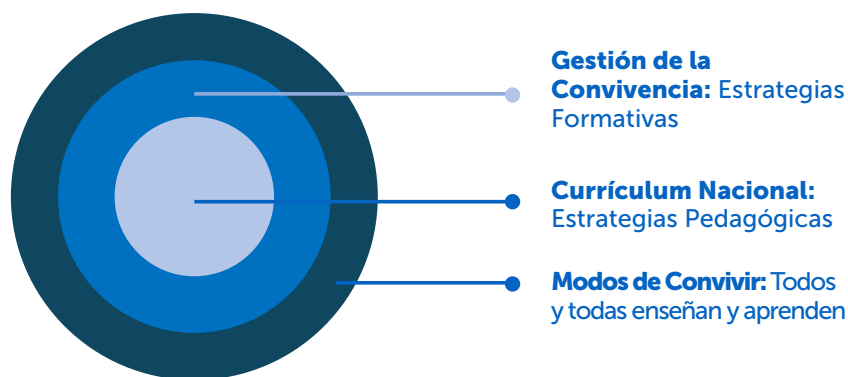 Gestión de la
Convivencia: Estrategias
Formativas
Currículum Nacional:
Estrategias Pedagógicas
Modos de Convivir: Todos
y todas enseñan y aprenden